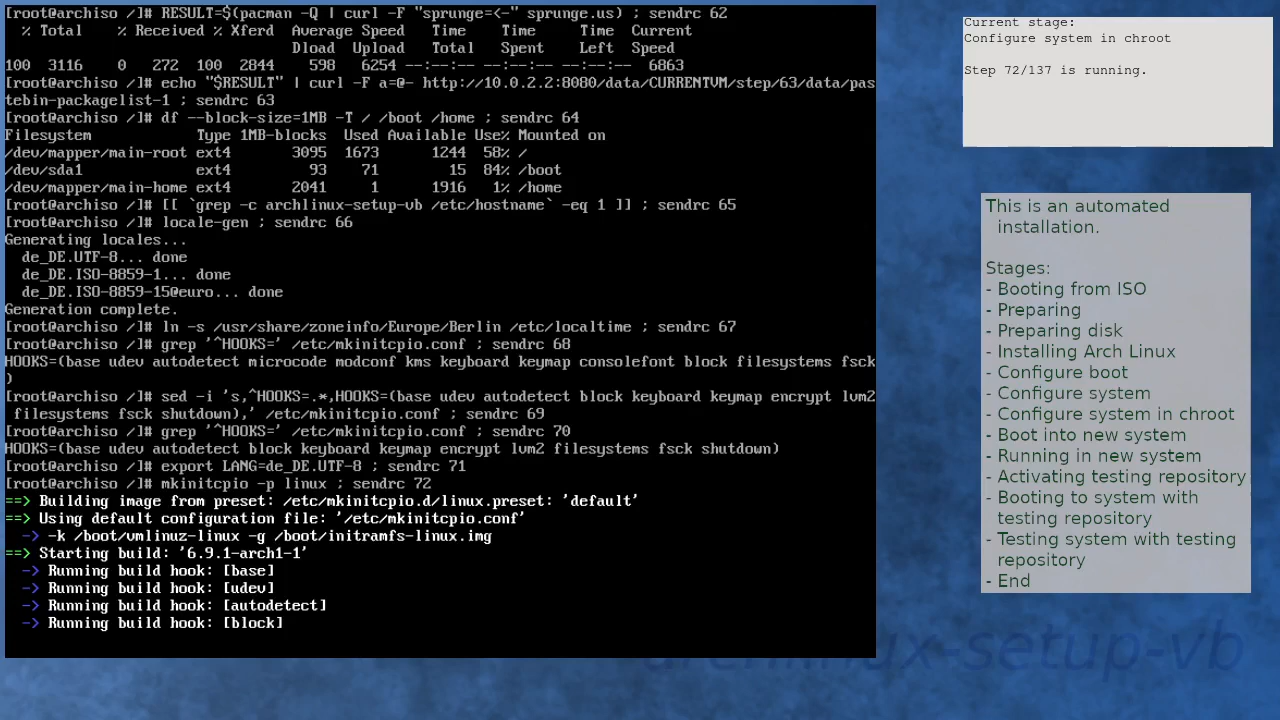 [root@archiso /]# RESULT=$(pacman -Q | curl -F "sprunge=<-" sprunge.us) ; sendrc 62
% Total % Received % Xferd Average Speed Time Time Time Current
Dload Upload Total Spent Left Speed
100 3116 0 272 100 2844 598 6254 --:--:-- --:--:-- --:--:-- 6863
[root@archiso /]# echo "$RESULT" | curl -F a=@- http://10.0.2.2:8080/data/CURRENTVM/step/63/data/pas
tebin-packagelist-1 ; sendrc 63
[root@archiso /]# df --block-size=1MB -T / /boot /home ; sendrc 64
Filesystem Type 1MB-blocks Used Available Use% Mounted on
/dev/mapper/main-root ext4 3095 1673 1244 58% /
/dev/sda1 ext4 93 71 15 84% /boot
/dev/mapper/main-home ext4 2041 1 1916 1% /home
[root@archiso /]# [[ `grep -c archlinux-setup-vb /etc/hostname` -eq 1 ]] ; sendrc 65
[root@archiso /]# locale-gen ; sendrc 66
Generating locales...
de_DE.UTF-8... done
de_DE.ISO-8859-1... done
de_DE.ISO-8859-15@euro... done
Generation complete.
[root@archiso /]# ln -s /usr/share/zoneinfo/Europe/Berlin /etc/localtime ; sendrc 67
[root@archiso /]# grep '^HOOKS=' /etc/mkinitcpio.conf ; sendrc 68
HOOKS=(base udev autodetect microcode modconf kms keyboard keymap consolefont block filesystems fsck
)
[root@archiso /]# sed -i 's,^HOOKS=.*,HOOKS=(base udev autodetect block keyboard keymap encrypt lvm2
filesystems fsck shutdown),' /etc/mkinitcpio.conf ; sendrc 69
[root@archiso /]# grep '^HOOKS=' /etc/mkinitcpio.conf ; sendrc 70
HOOKS=(base udev autodetect block keyboard keymap encrypt lvm2 filesystems fsck shutdown)
[root@archiso /]# export LANG=de_DE.UTF-8 ; sendrc 71
[root@archiso /]# mkinitcpio -p linux ; sendrc 72
==> Building image from preset: /etc/mkinitcpio.d/linux.preset: 'default'
==> Using default configuration file: '/etc/mkinitcpio.conf'
-> -k /boot/vmlinuz-linux -g /boot/initramfs-linux.img
==> Starting build: '6.9.1-arch1-1'
-> Running build hook: [base]
-> Running build hook: [udev]
-> Running build hook: [autodetect]
-> Running build hook: [block]
Current stage:
Configure system in chroot
Step 72/137 is running.
This is an automated
installation.
Stages:
- Booting from ISO
- Preparing
- Preparing disk
- Installing Arch Linux
- Configure boot
- Configure system
- Configure system in chroot
- Boot into new system
- Running in new system
- Activating testing repository
- Booting to system with
testing repository
- Testing system with testing
repository
- End
archlinux-setup-vb